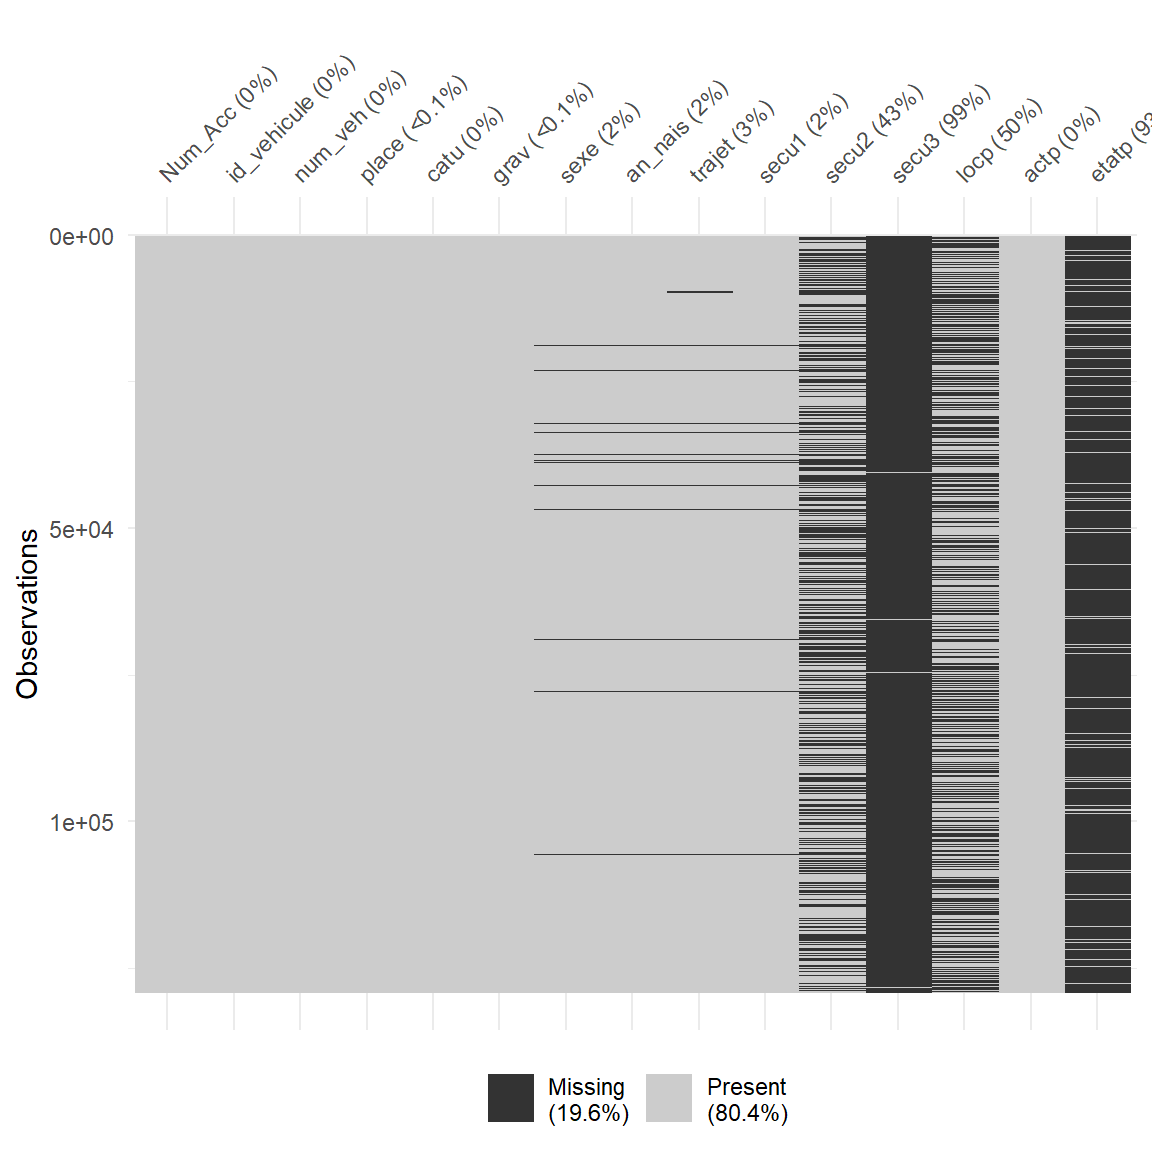 Num_Acc (0%)
id_vehicule (0%)
num_veh (0%)
place (<0.1%)
catu (0%)
grav (<0.1%)
sexe (2%)
an_nais (2%)
trajet (3%)
secu1 (2%)
secu2 (43%)
secu3 (99%)
locp (50%)
actp (0%)
etatp (93
0e+00
5e+04
1e+05
Observations
Missing
(19.6%)
Present
(80.4%)